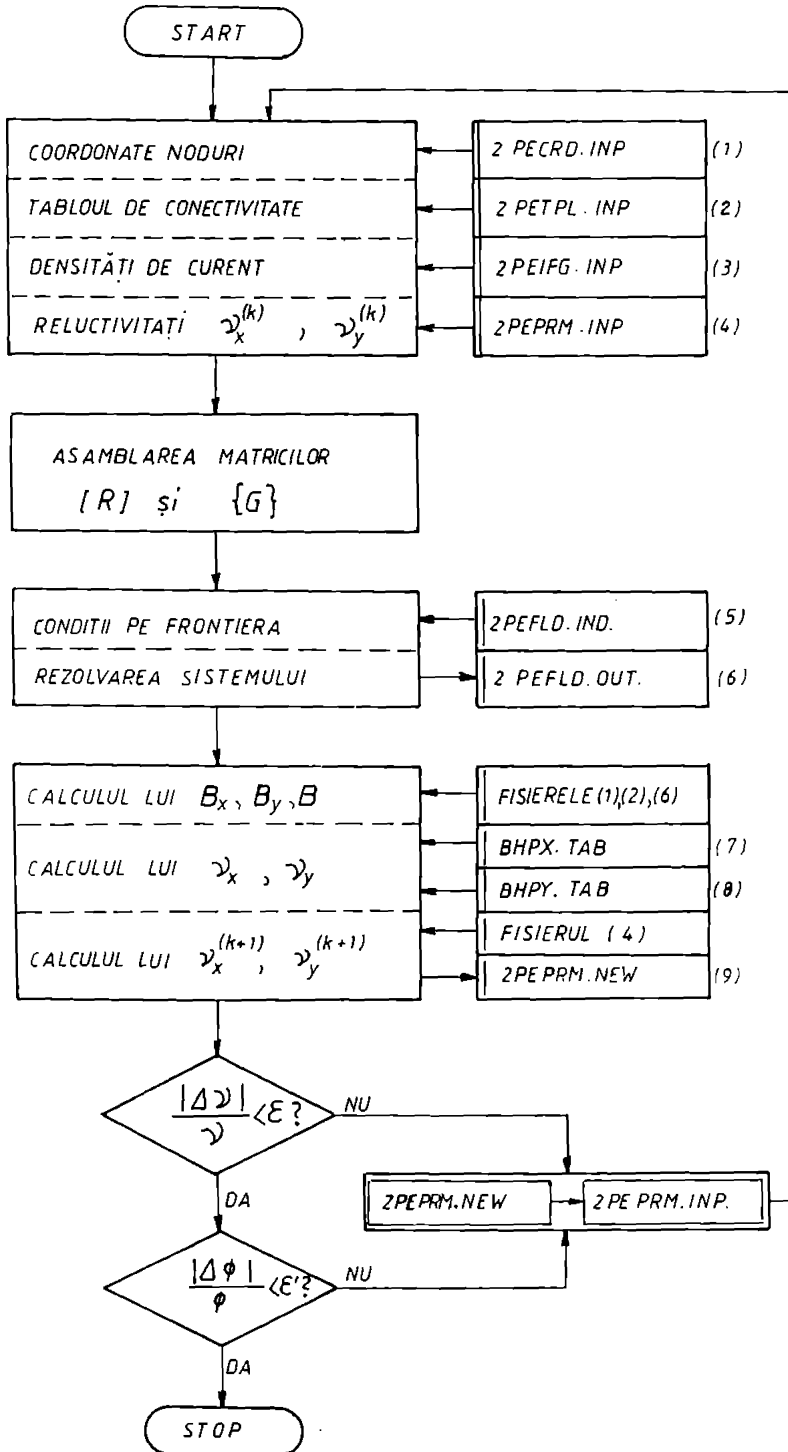 START
COORDONATE NODURI
2 PECRD. INP (1)
TABLOUL DE CONECTIVITATE
2 PETPL. INP (2)
DENSITĂȚI DE CURENT
2 PEIFG. INP (3)
RELUCTIVITAȚI ν_x^(k) , ν_y^(k)
2PEPRM .INP (4)
ASAMBLAREA MATRICILOR
[R] și {G}
CONDITII PE FRONTIERA
2PEFLD. IND. (5)
REZOLVAREA SISTEMULUI
2 PEFLD. OUT. (6)
CALCULUL LUI B_x, B_y, B
FISIERELE (1),(2),(6)
CALCULUL LUI ν_x , ν_y
BHPX. TAB (7)
BHPY. TAB (8)
CALCULUL LUI ν_x^(k+1), ν_y^(k+1)
FISIERUL (4)
2PEPRM.NEW (9)
|Δν|/ν <ε?
NU
2PEPRM.NEW
2PE PRM. INP.
DA
|Δφ|/φ <ε'?
NU
DA
STOP